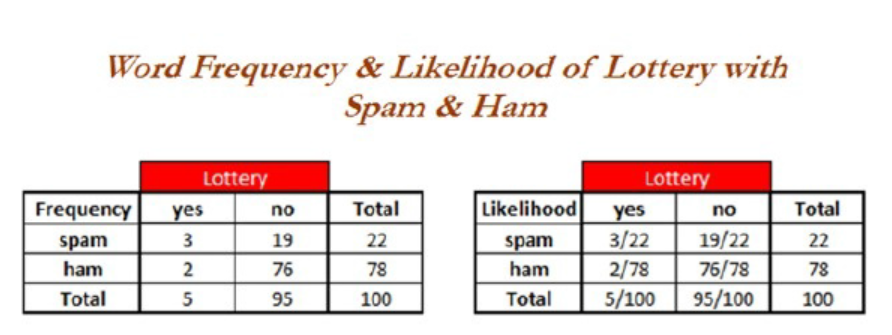 Word Frequency & Likelihood of Lottery with
Spam & Ham
Lottery
Frequency yes no Total
spam 3 19 22
ham 2 76 78
Total 5 95 100
Lottery
Likelihood yes no Total
spam 3/22 19/22 22
ham 2/78 76/78 78
Total 5/100 95/100 100